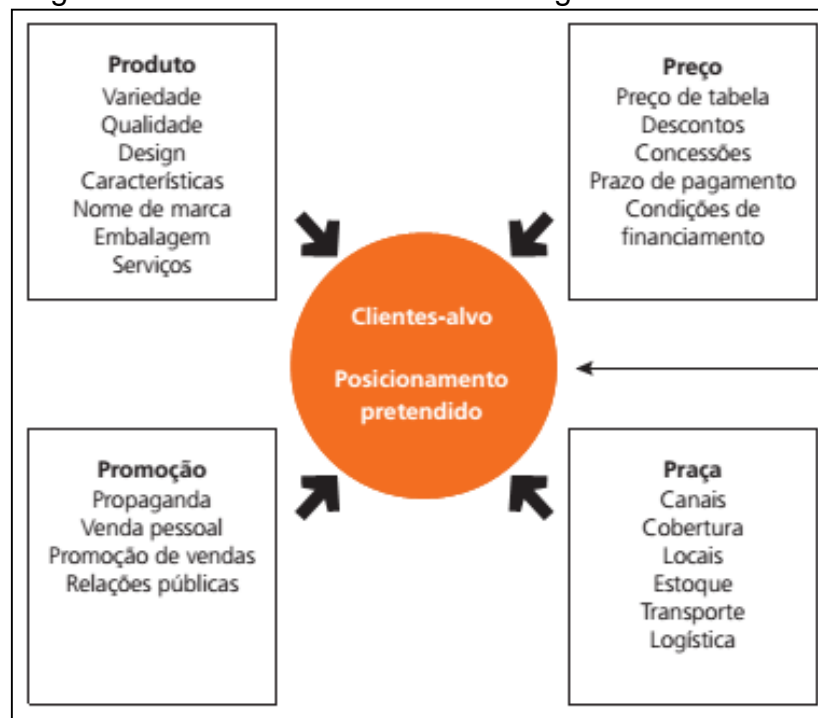 Produto
Variedade
Qualidade
Design
Características
Nome de marca
Embalagem
Serviços
Preço
Preço de tabela
Descontos
Concessões
Prazo de pagamento
Condições de
financiamento
Clientes-alvo
Posicionamento
pretendido
Promoção
Propaganda
Venda pessoal
Promoção de vendas
Relações públicas
Praça
Canais
Cobertura
Locais
Estoque
Transporte
Logística